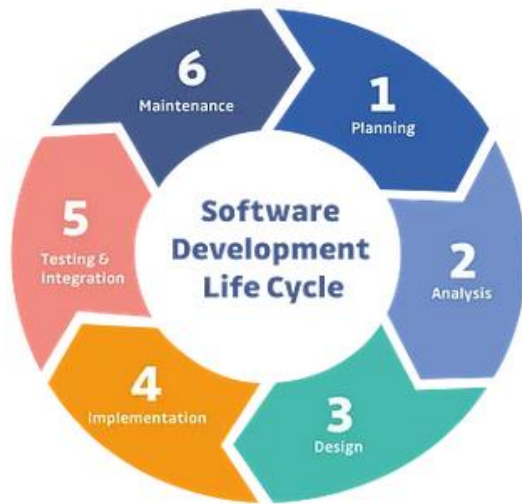 Software
Development
Life Cycle
1
Planning
2
Analysis
3
Design
4
Implementation
5
Testing &
Integration
6
Maintenance